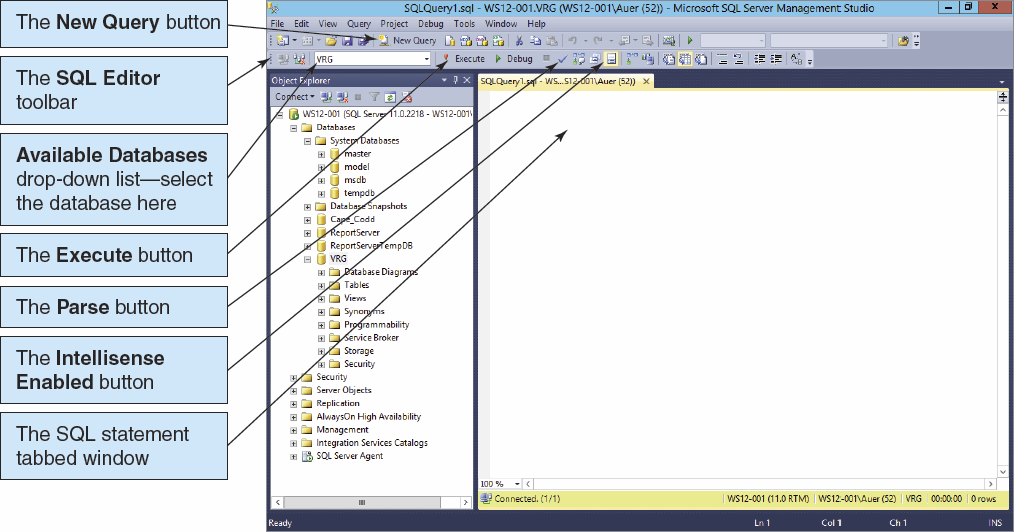 The New Query button
The SQL Editor
toolbar
Available Databases
drop-down list—select
the database here
The Execute button
The Parse button
The Intellisense
Enabled button
The SQL statement
tabbed window
SQLQuery1.sql - WS12-001.VRG (WS12-001\Auer (52)) - Microsoft SQL Server Management Studio
File Edit View Query Project Debug Tools Window Help
New Query
VRG Execute Debug
Object Explorer
Connect
WS12-001 (SQL Server 11.0.2218 - WS12-001\
Databases
System Databases
master
model
msdb
tempdb
Database Snapshots
Cape_Codd
ReportServer
ReportServerTempDB
VRG
Database Diagrams
Tables
Views
Synonyms
Programmability
Service Broker
Storage
Security
Security
Server Objects
Replication
AlwaysOn High Availability
Management
Integration Services Catalogs
SQL Server Agent
SQLQuery1.sql - WS...S12-001\Auer (52))
100 %
Connected. (1/1) WS12-001 (11.0 RTM) WS12-001\Auer (52) VRG 00:00:00 0 rows
Ready Ln 1 Col 1 Ch 1 INS